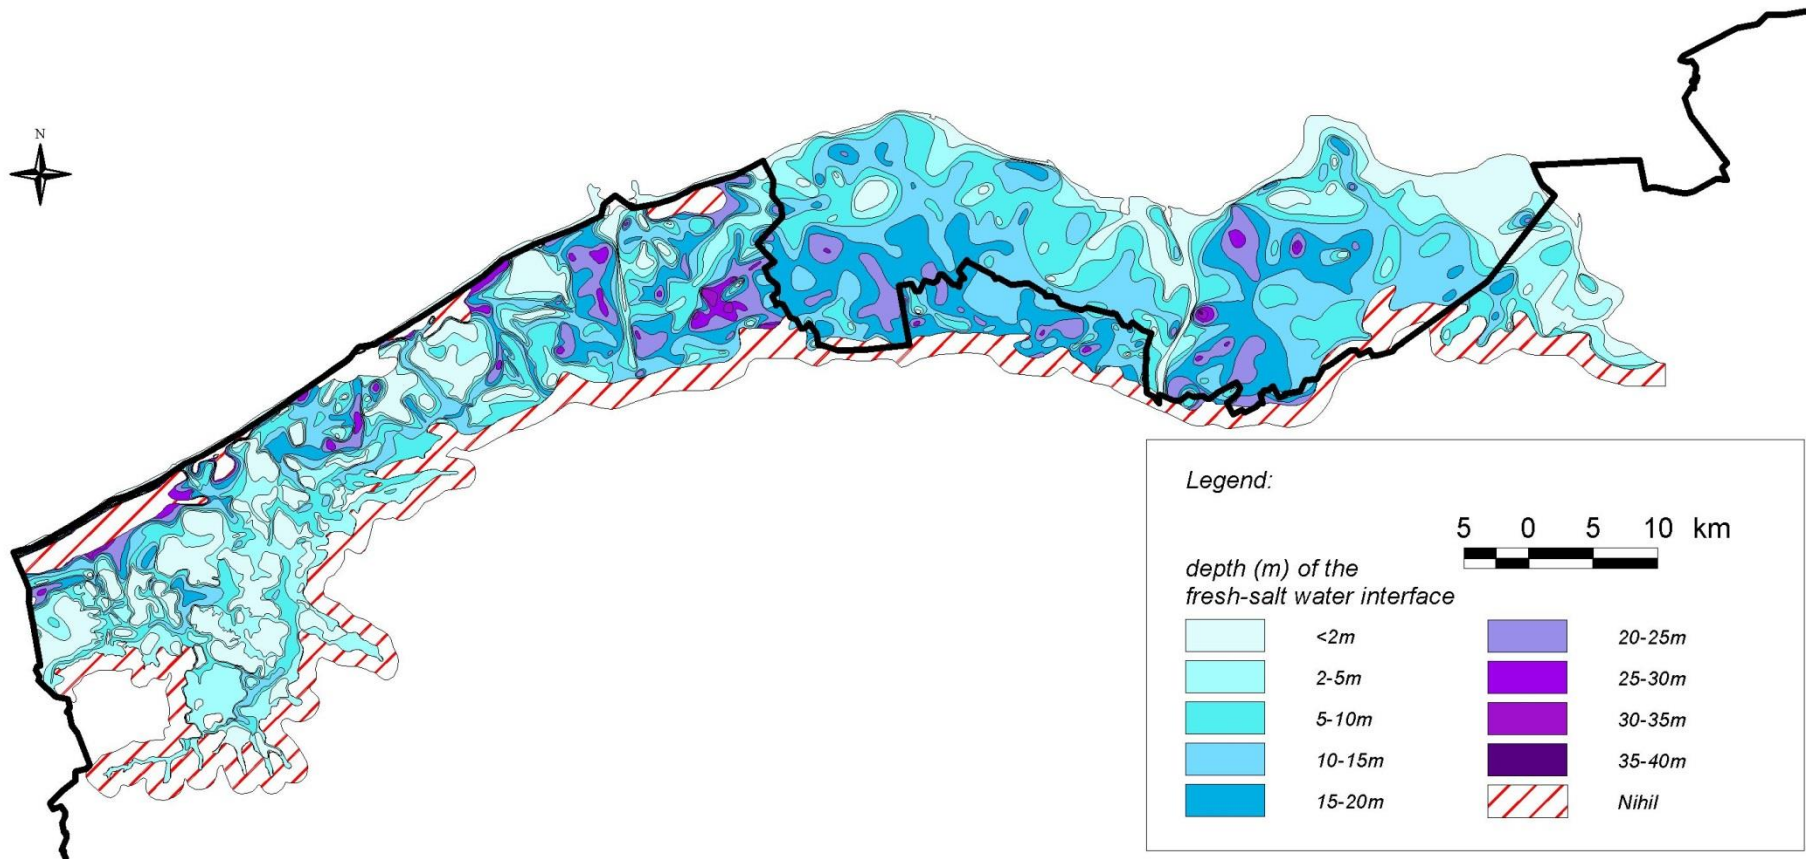 N
Legend:
5 0 5 10 km
depth (m) of the
fresh-salt water interface
<2m
2-5m
5-10m
10-15m
15-20m
20-25m
25-30m
30-35m
35-40m
Nihil